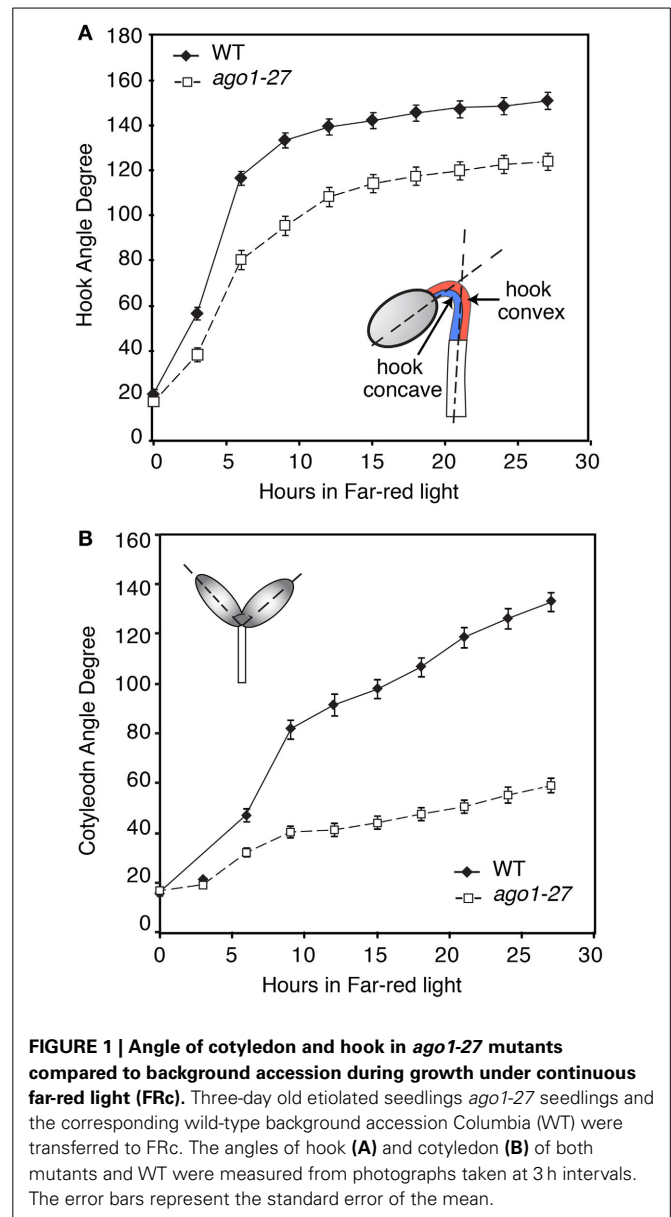 A
180
160
140
120
100
80
60
40
20
0
WT
ago1-27
Hook Angle Degree
hook
convex
hook
concave
0 5 10 15 20 25 30
Hours in Far-red light
B
160
140
120
100
80
60
40
20
0
Cotyleodn Angle Degree
WT
ago1-27
0 5 10 15 20 25 30
Hours in Far-red light
FIGURE 1 | Angle of cotyledon and hook in ago1-27 mutants
compared to background accession during growth under continuous
far-red light (FRc). Three-day old etiolated seedlings ago1-27 seedlings and
the corresponding wild-type background accession Columbia (WT) were
transferred to FRc. The angles of hook (A) and cotyledon (B) of both
mutants and WT were measured from photographs taken at 3 h intervals.
The error bars represent the standard error of the mean.